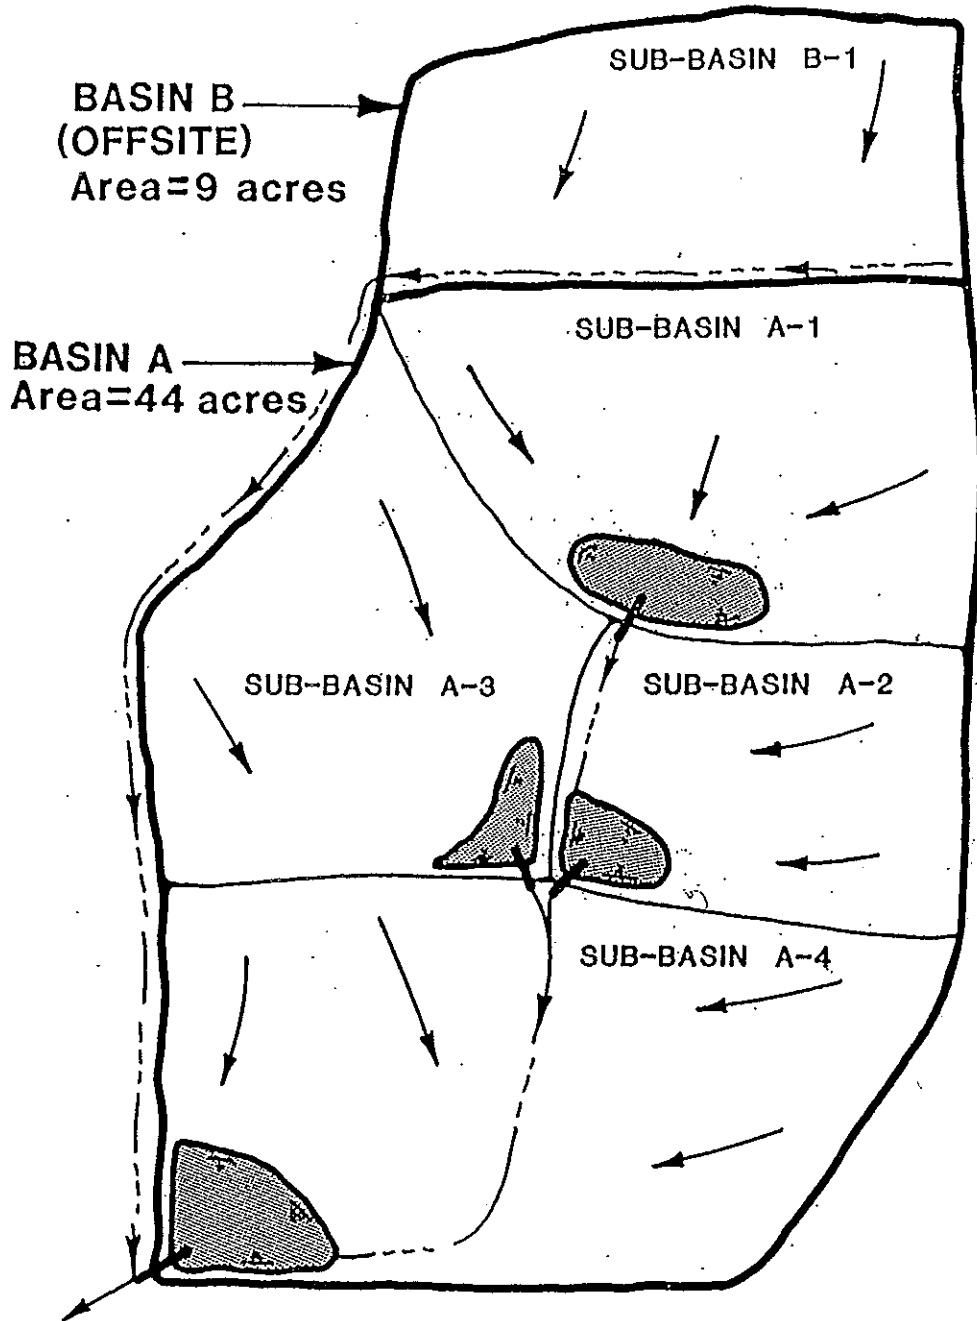 SUB-BASIN B-1
BASIN B
(OFFSITE)
Area=9 acres
SUB-BASIN A-1
BASIN A
Area=44 acres
SUB-BASIN A-3
SUB-BASIN A-2
SUB-BASIN A-4